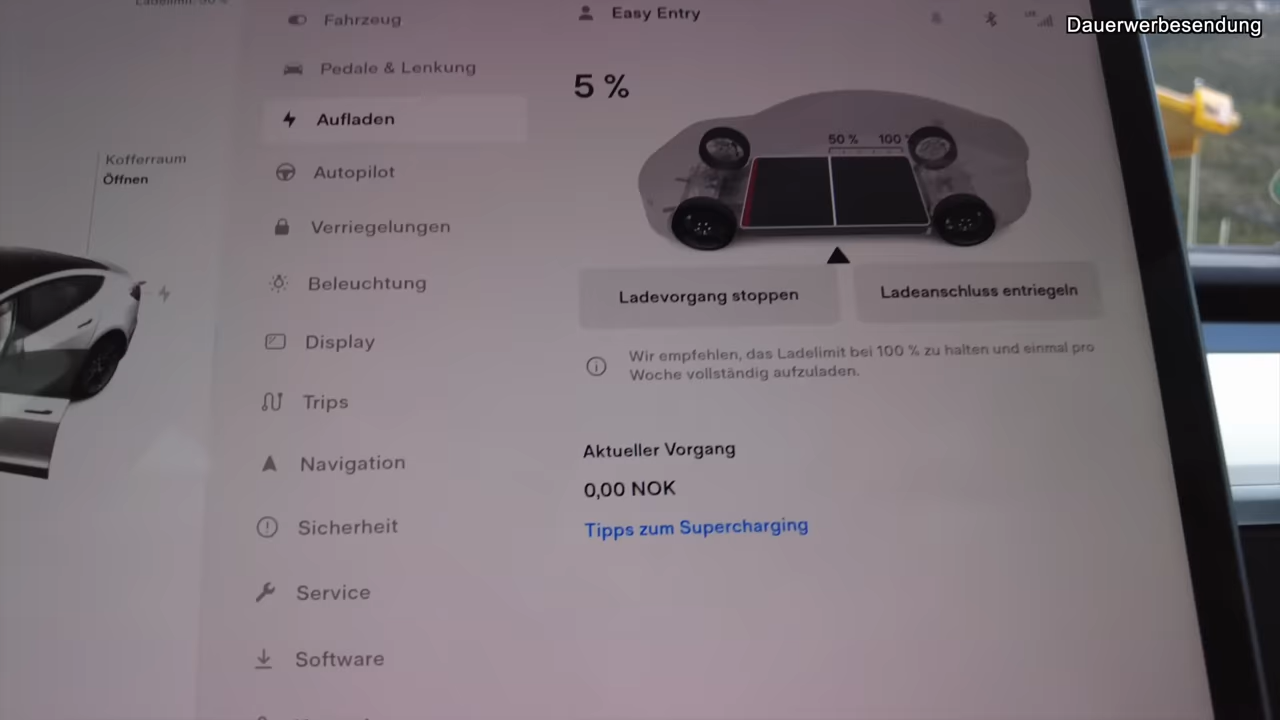 Ladelimit: 50 %
Fahrzeug
Pedale & Lenkung
Aufladen
Autopilot
Verriegelungen
Beleuchtung
Display
Trips
Navigation
Sicherheit
Service
Software
Kofferraum
Öffnen
Easy Entry
Dauerwerbesendung
5 %
50 % 100
Ladevorgang stoppen
Ladeanschluss entriegeln
Wir empfehlen, das Ladelimit bei 100 % zu halten und einmal pro
Woche vollständig aufzuladen.
Aktueller Vorgang
0,00 NOK
Tipps zum Supercharging